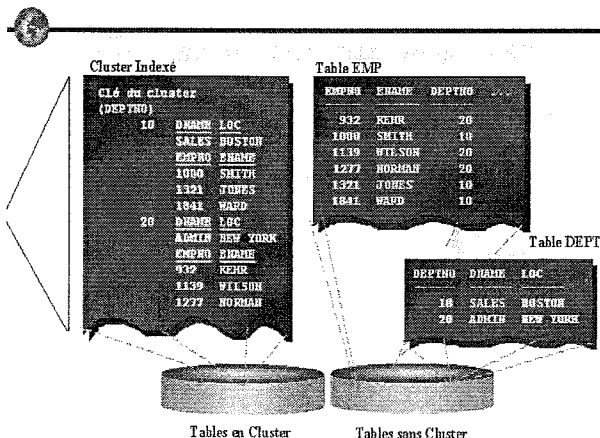 Cluster Indexé
Clé du cluster
(DEPTNO)
10 DNAME LOC
SALES BOSTON
EMPNO ENAME
1000 SMITH
1321 JONES
1841 WARD
20 DNAME LOC
ADMIN NEW YORK
EMPNO ENAME
932 KEHR
1139 WILSON
1277 NORMAN
Table EMP
EMPNO ENAME DEPTNO ...
932 KEHR 20
1000 SMITH 10
1139 WILSON 20
1277 NORMAN 20
1321 JONES 10
1841 WARD 10
Table DEPT
DEPTNO DNAME LOC
10 SALES BOSTON
20 ADMIN NEW YORK
Tables en Cluster
Tables sans Cluster